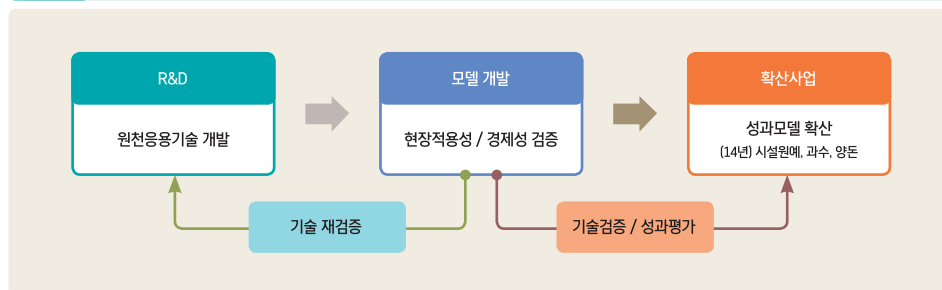 R&D
원천응용기술 개발
모델 개발
현장적용성 / 경제성 검증
확산사업
성과모델 확산
(14년) 시설원예, 과수, 양돈
기술 재검증
기술검증 / 성과평가